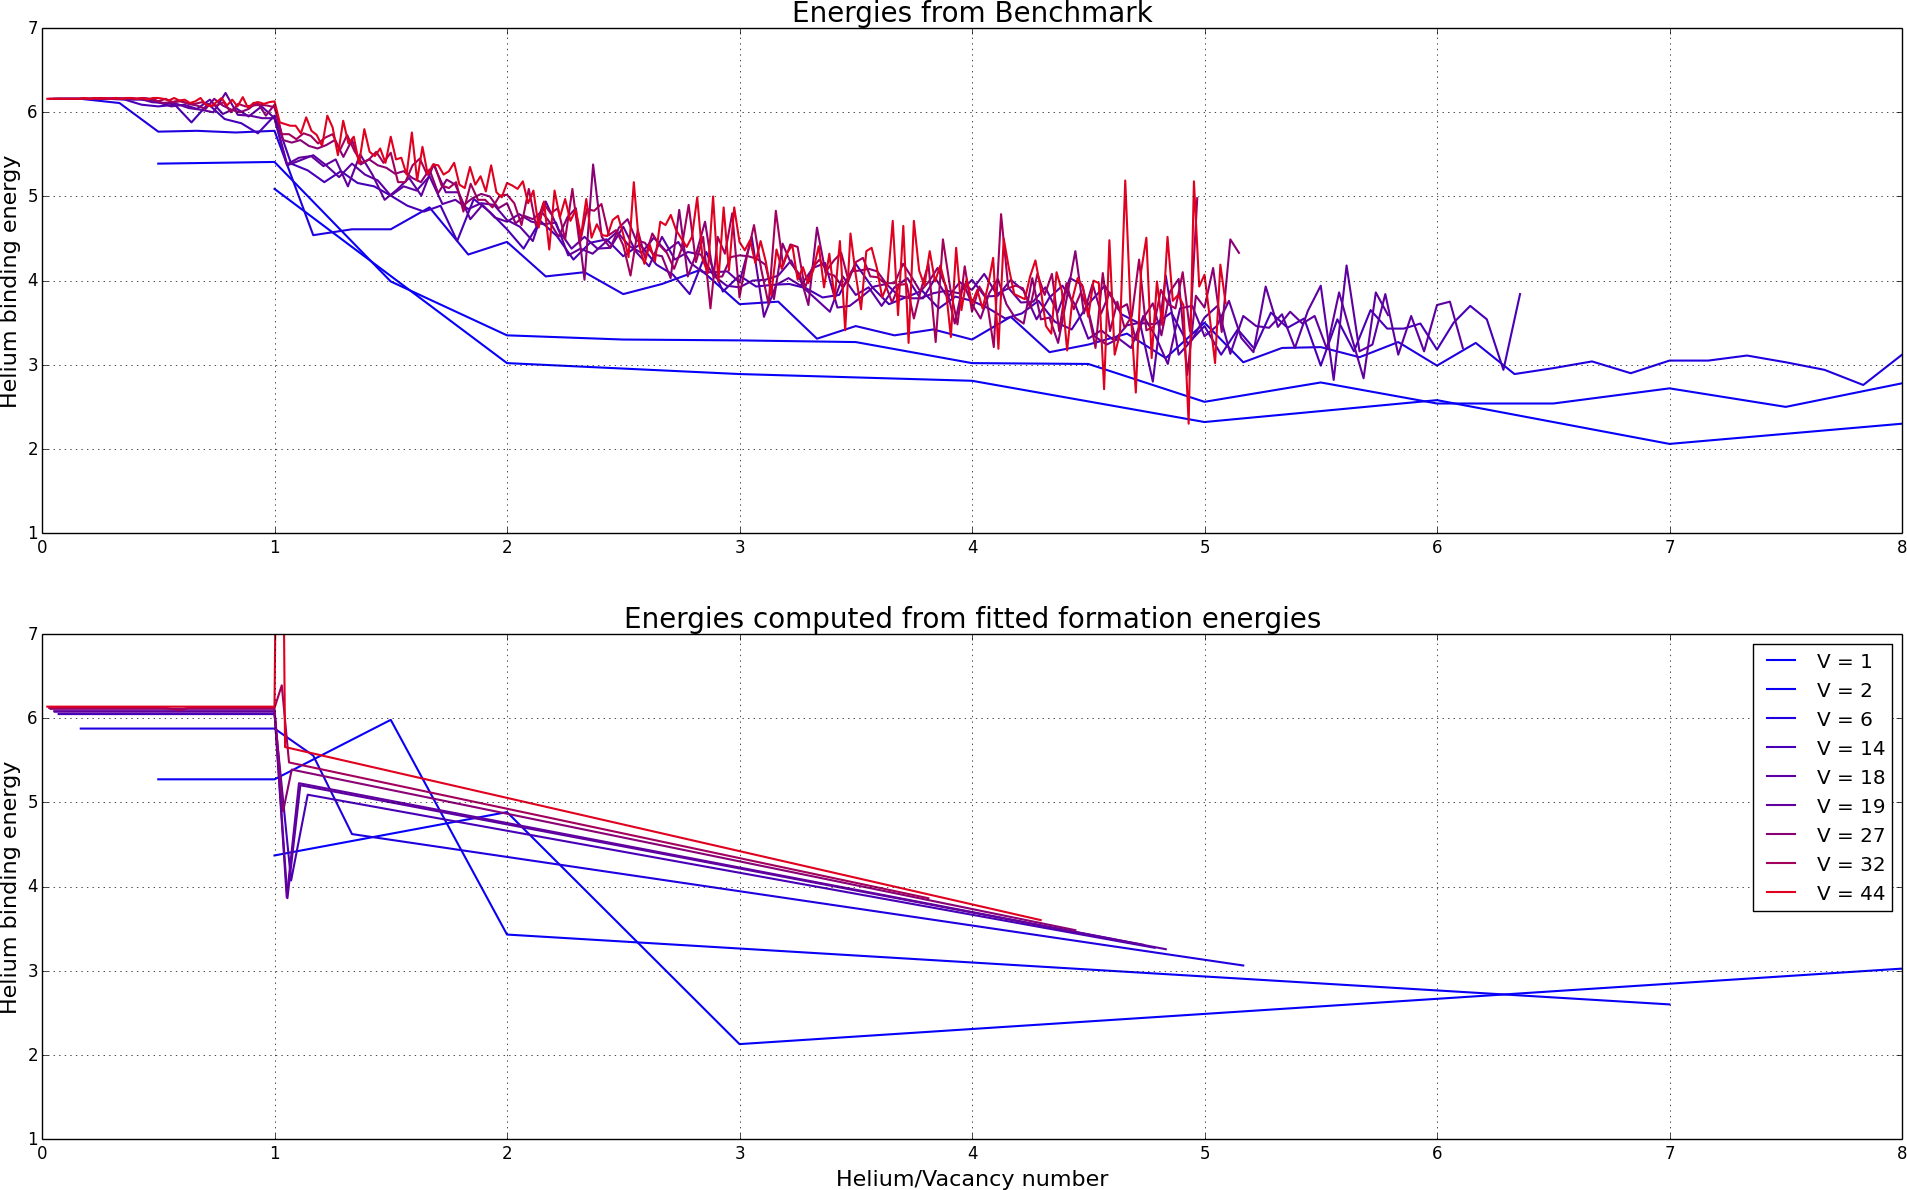 Energies from Benchmark
Helium binding energy
7
6
5
4
3
2
1
0 1 2 3 4 5 6 7 8
Energies computed from fitted formation energies
Helium binding energy
7
6
5
4
3
2
1
V = 1
V = 2
V = 6
V = 14
V = 18
V = 19
V = 27
V = 32
V = 44
0 1 2 3 4 5 6 7 8
Helium/Vacancy number